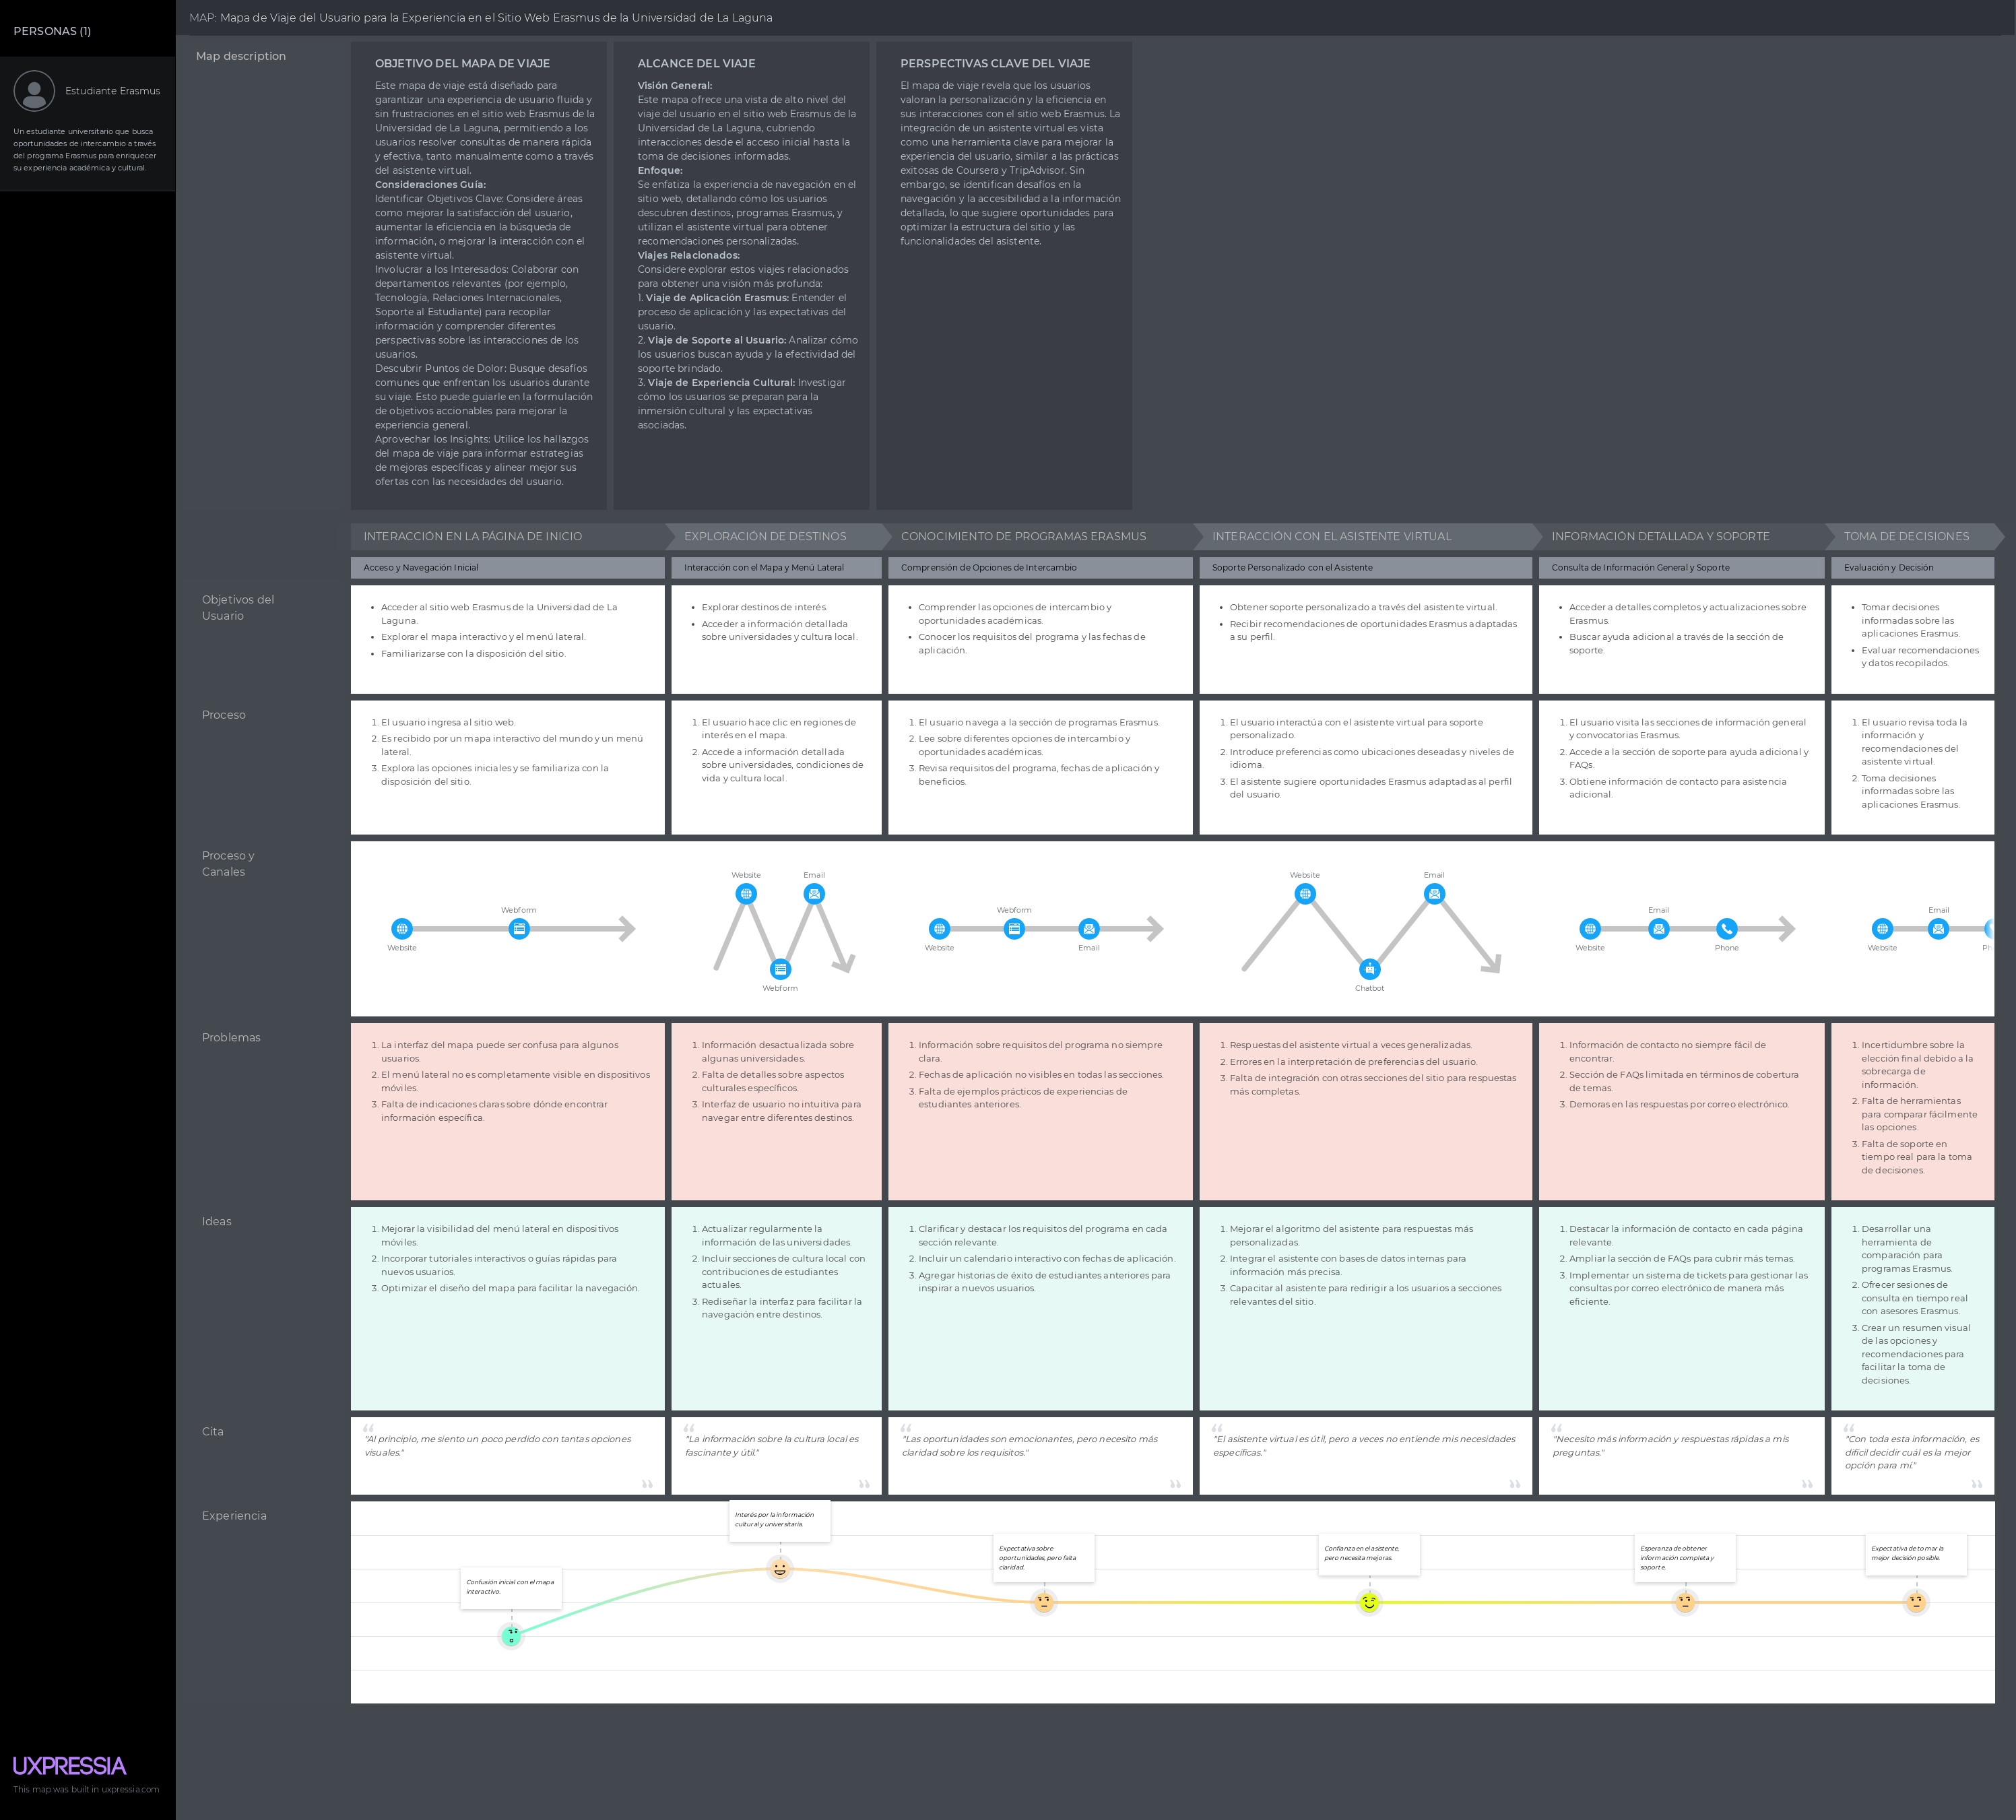 PERSONAS (1)
Estudiante Erasmus
Un estudiante universitario que busca
oportunidades de intercambio a través
del programa Erasmus para enriquecer
su experiencia académica y cultural.
MAP: Mapa de Viaje del Usuario para la Experiencia en el Sitio Web Erasmus de la Universidad de La Laguna
Map description
OBJETIVO DEL MAPA DE VIAJE
Este mapa de viaje está diseñado para
garantizar una experiencia de usuario fluida y
sin frustraciones en el sitio web Erasmus de la
Universidad de La Laguna, permitiendo a los
usuarios resolver consultas de manera rápida
y efectiva, tanto manualmente como a través
del asistente virtual.
Consideraciones Guía:
Identificar Objetivos Clave: Considere áreas
como mejorar la satisfacción del usuario,
aumentar la eficiencia en la búsqueda de
información, o mejorar la interacción con el
asistente virtual.
Involucrar a los Interesados: Colaborar con
departamentos relevantes (por ejemplo,
Tecnología, Relaciones Internacionales,
Soporte al Estudiante) para recopilar
información y comprender diferentes
perspectivas sobre las interacciones de los
usuarios.
Descubrir Puntos de Dolor: Busque desafíos
comunes que enfrentan los usuarios durante
su viaje. Esto puede guiarle en la formulación
de objetivos accionables para mejorar la
experiencia general.
Aprovechar los Insights: Utilice los hallazgos
del mapa de viaje para informar estrategias
de mejoras específicas y alinear mejor sus
ofertas con las necesidades del usuario.
ALCANCE DEL VIAJE
Visión General:
Este mapa ofrece una vista de alto nivel del
viaje del usuario en el sitio web Erasmus de la
Universidad de La Laguna, cubriendo
interacciones desde el acceso inicial hasta la
toma de decisiones informadas.
Enfoque:
Se enfatiza la experiencia de navegación en el
sitio web, detallando cómo los usuarios
descubren destinos, programas Erasmus, y
utilizan el asistente virtual para obtener
recomendaciones personalizadas.
Viajes Relacionados:
Considere explorar estos viajes relacionados
para obtener una visión más profunda:
1. Viaje de Aplicación Erasmus: Entender el
proceso de aplicación y las expectativas del
usuario.
2. Viaje de Soporte al Usuario: Analizar cómo
los usuarios buscan ayuda y la efectividad del
soporte brindado.
3. Viaje de Experiencia Cultural: Investigar
cómo los usuarios se preparan para la
inmersión cultural y las expectativas
asociadas.
PERSPECTIVAS CLAVE DEL VIAJE
El mapa de viaje revela que los usuarios
valoran la personalización y la eficiencia en
sus interacciones con el sitio web Erasmus. La
integración de un asistente virtual es vista
como una herramienta clave para mejorar la
experiencia del usuario, similar a las prácticas
exitosas de Coursera y TripAdvisor. Sin
embargo, se identifican desafíos en la
navegación y la accesibilidad a la información
detallada, lo que sugiere oportunidades para
optimizar la estructura del sitio y las
funcionalidades del asistente.
INTERACCIÓN EN LA PÁGINA DE INICIO
EXPLORACIÓN DE DESTINOS
CONOCIMIENTO DE PROGRAMAS ERASMUS
INTERACCIÓN CON EL ASISTENTE VIRTUAL
INFORMACIÓN DETALLADA Y SOPORTE
TOMA DE DECISIONES
Acceso y Navegación Inicial
Interacción con el Mapa y Menú Lateral
Comprensión de Opciones de Intercambio
Soporte Personalizado con el Asistente
Consulta de Información General y Soporte
Evaluación y Decisión
Objetivos del
Usuario
• Acceder al sitio web Erasmus de la Universidad de La
Laguna.
• Explorar el mapa interactivo y el menú lateral.
• Familiarizarse con la disposición del sitio.
• Explorar destinos de interés.
• Acceder a información detallada
sobre universidades y cultura local.
• Comprender las opciones de intercambio y
oportunidades académicas.
• Conocer los requisitos del programa y las fechas de
aplicación.
• Obtener soporte personalizado a través del asistente virtual.
• Recibir recomendaciones de oportunidades Erasmus adaptadas
a su perfil.
• Acceder a detalles completos y actualizaciones sobre
Erasmus.
• Buscar ayuda adicional a través de la sección de
soporte.
• Tomar decisiones
informadas sobre las
aplicaciones Erasmus.
• Evaluar recomendaciones
y datos recopilados.
Proceso
1. El usuario ingresa al sitio web.
2. Es recibido por un mapa interactivo del mundo y un menú
lateral.
3. Explora las opciones iniciales y se familiariza con la
disposición del sitio.
1. El usuario hace clic en regiones de
interés en el mapa.
2. Accede a información detallada
sobre universidades, condiciones de
vida y cultura local.
1. El usuario navega a la sección de programas Erasmus.
2. Lee sobre diferentes opciones de intercambio y
oportunidades académicas.
3. Revisa requisitos del programa, fechas de aplicación y
beneficios.
1. El usuario interactúa con el asistente virtual para soporte
personalizado.
2. Introduce preferencias como ubicaciones deseadas y niveles de
idioma.
3. El asistente sugiere oportunidades Erasmus adaptadas al perfil
del usuario.
1. El usuario visita las secciones de información general
y convocatorias Erasmus.
2. Accede a la sección de soporte para ayuda adicional y
FAQs.
3. Obtiene información de contacto para asistencia
adicional.
1. El usuario revisa toda la
información y
recomendaciones del
asistente virtual.
2. Toma decisiones
informadas sobre las
aplicaciones Erasmus.
Proceso y
Canales
Website
Webform
Website
Webform
Email
Website
Webform
Email
Website
Chatbot
Email
Website
Email
Phone
Website
Email
Ph
Problemas
1. La interfaz del mapa puede ser confusa para algunos
usuarios.
2. El menú lateral no es completamente visible en dispositivos
móviles.
3. Falta de indicaciones claras sobre dónde encontrar
información específica.
1. Información desactualizada sobre
algunas universidades.
2. Falta de detalles sobre aspectos
culturales específicos.
3. Interfaz de usuario no intuitiva para
navegar entre diferentes destinos.
1. Información sobre requisitos del programa no siempre
clara.
2. Fechas de aplicación no visibles en todas las secciones.
3. Falta de ejemplos prácticos de experiencias de
estudiantes anteriores.
1. Respuestas del asistente virtual a veces generalizadas.
2. Errores en la interpretación de preferencias del usuario.
3. Falta de integración con otras secciones del sitio para respuestas
más completas.
1. Información de contacto no siempre fácil de
encontrar.
2. Sección de FAQs limitada en términos de cobertura
de temas.
3. Demoras en las respuestas por correo electrónico.
1. Incertidumbre sobre la
elección final debido a la
sobrecarga de
información.
2. Falta de herramientas
para comparar fácilmente
las opciones.
3. Falta de soporte en
tiempo real para la toma
de decisiones.
Ideas
1. Mejorar la visibilidad del menú lateral en dispositivos
móviles.
2. Incorporar tutoriales interactivos o guías rápidas para
nuevos usuarios.
3. Optimizar el diseño del mapa para facilitar la navegación.
1. Actualizar regularmente la
información de las universidades.
2. Incluir secciones de cultura local con
contribuciones de estudiantes
actuales.
3. Rediseñar la interfaz para facilitar la
navegación entre destinos.
1. Clarificar y destacar los requisitos del programa en cada
sección relevante.
2. Incluir un calendario interactivo con fechas de aplicación.
3. Agregar historias de éxito de estudiantes anteriores para
inspirar a nuevos usuarios.
1. Mejorar el algoritmo del asistente para respuestas más
personalizadas.
2. Integrar el asistente con bases de datos internas para
información más precisa.
3. Capacitar al asistente para redirigir a los usuarios a secciones
relevantes del sitio.
1. Destacar la información de contacto en cada página
relevante.
2. Ampliar la sección de FAQs para cubrir más temas.
3. Implementar un sistema de tickets para gestionar las
consultas por correo electrónico de manera más
eficiente.
1. Desarrollar una
herramienta de
comparación para
programas Erasmus.
2. Ofrecer sesiones de
consulta en tiempo real
con asesores Erasmus.
3. Crear un resumen visual
de las opciones y
recomendaciones para
facilitar la toma de
decisiones.
Cita
"Al principio, me siento un poco perdido con tantas opciones
visuales."
"La información sobre la cultura local es
fascinante y útil."
"Las oportunidades son emocionantes, pero necesito más
claridad sobre los requisitos."
"El asistente virtual es útil, pero a veces no entiende mis necesidades
específicas."
"Necesito más información y respuestas rápidas a mis
preguntas."
"Con toda esta información, es
difícil decidir cuál es la mejor
opción para mí."
Experiencia
Confusión inicial con el mapa
interactivo.
Interés por la información
cultural y universitaria.
Expectativa sobre
oportunidades, pero falta
claridad.
Confianza en el asistente,
pero necesita mejoras.
Esperanza de obtener
información completa y
soporte.
Expectativa de tomar la
mejor decisión posible.
UXPRESSIA
This map was built in uxpressia.com